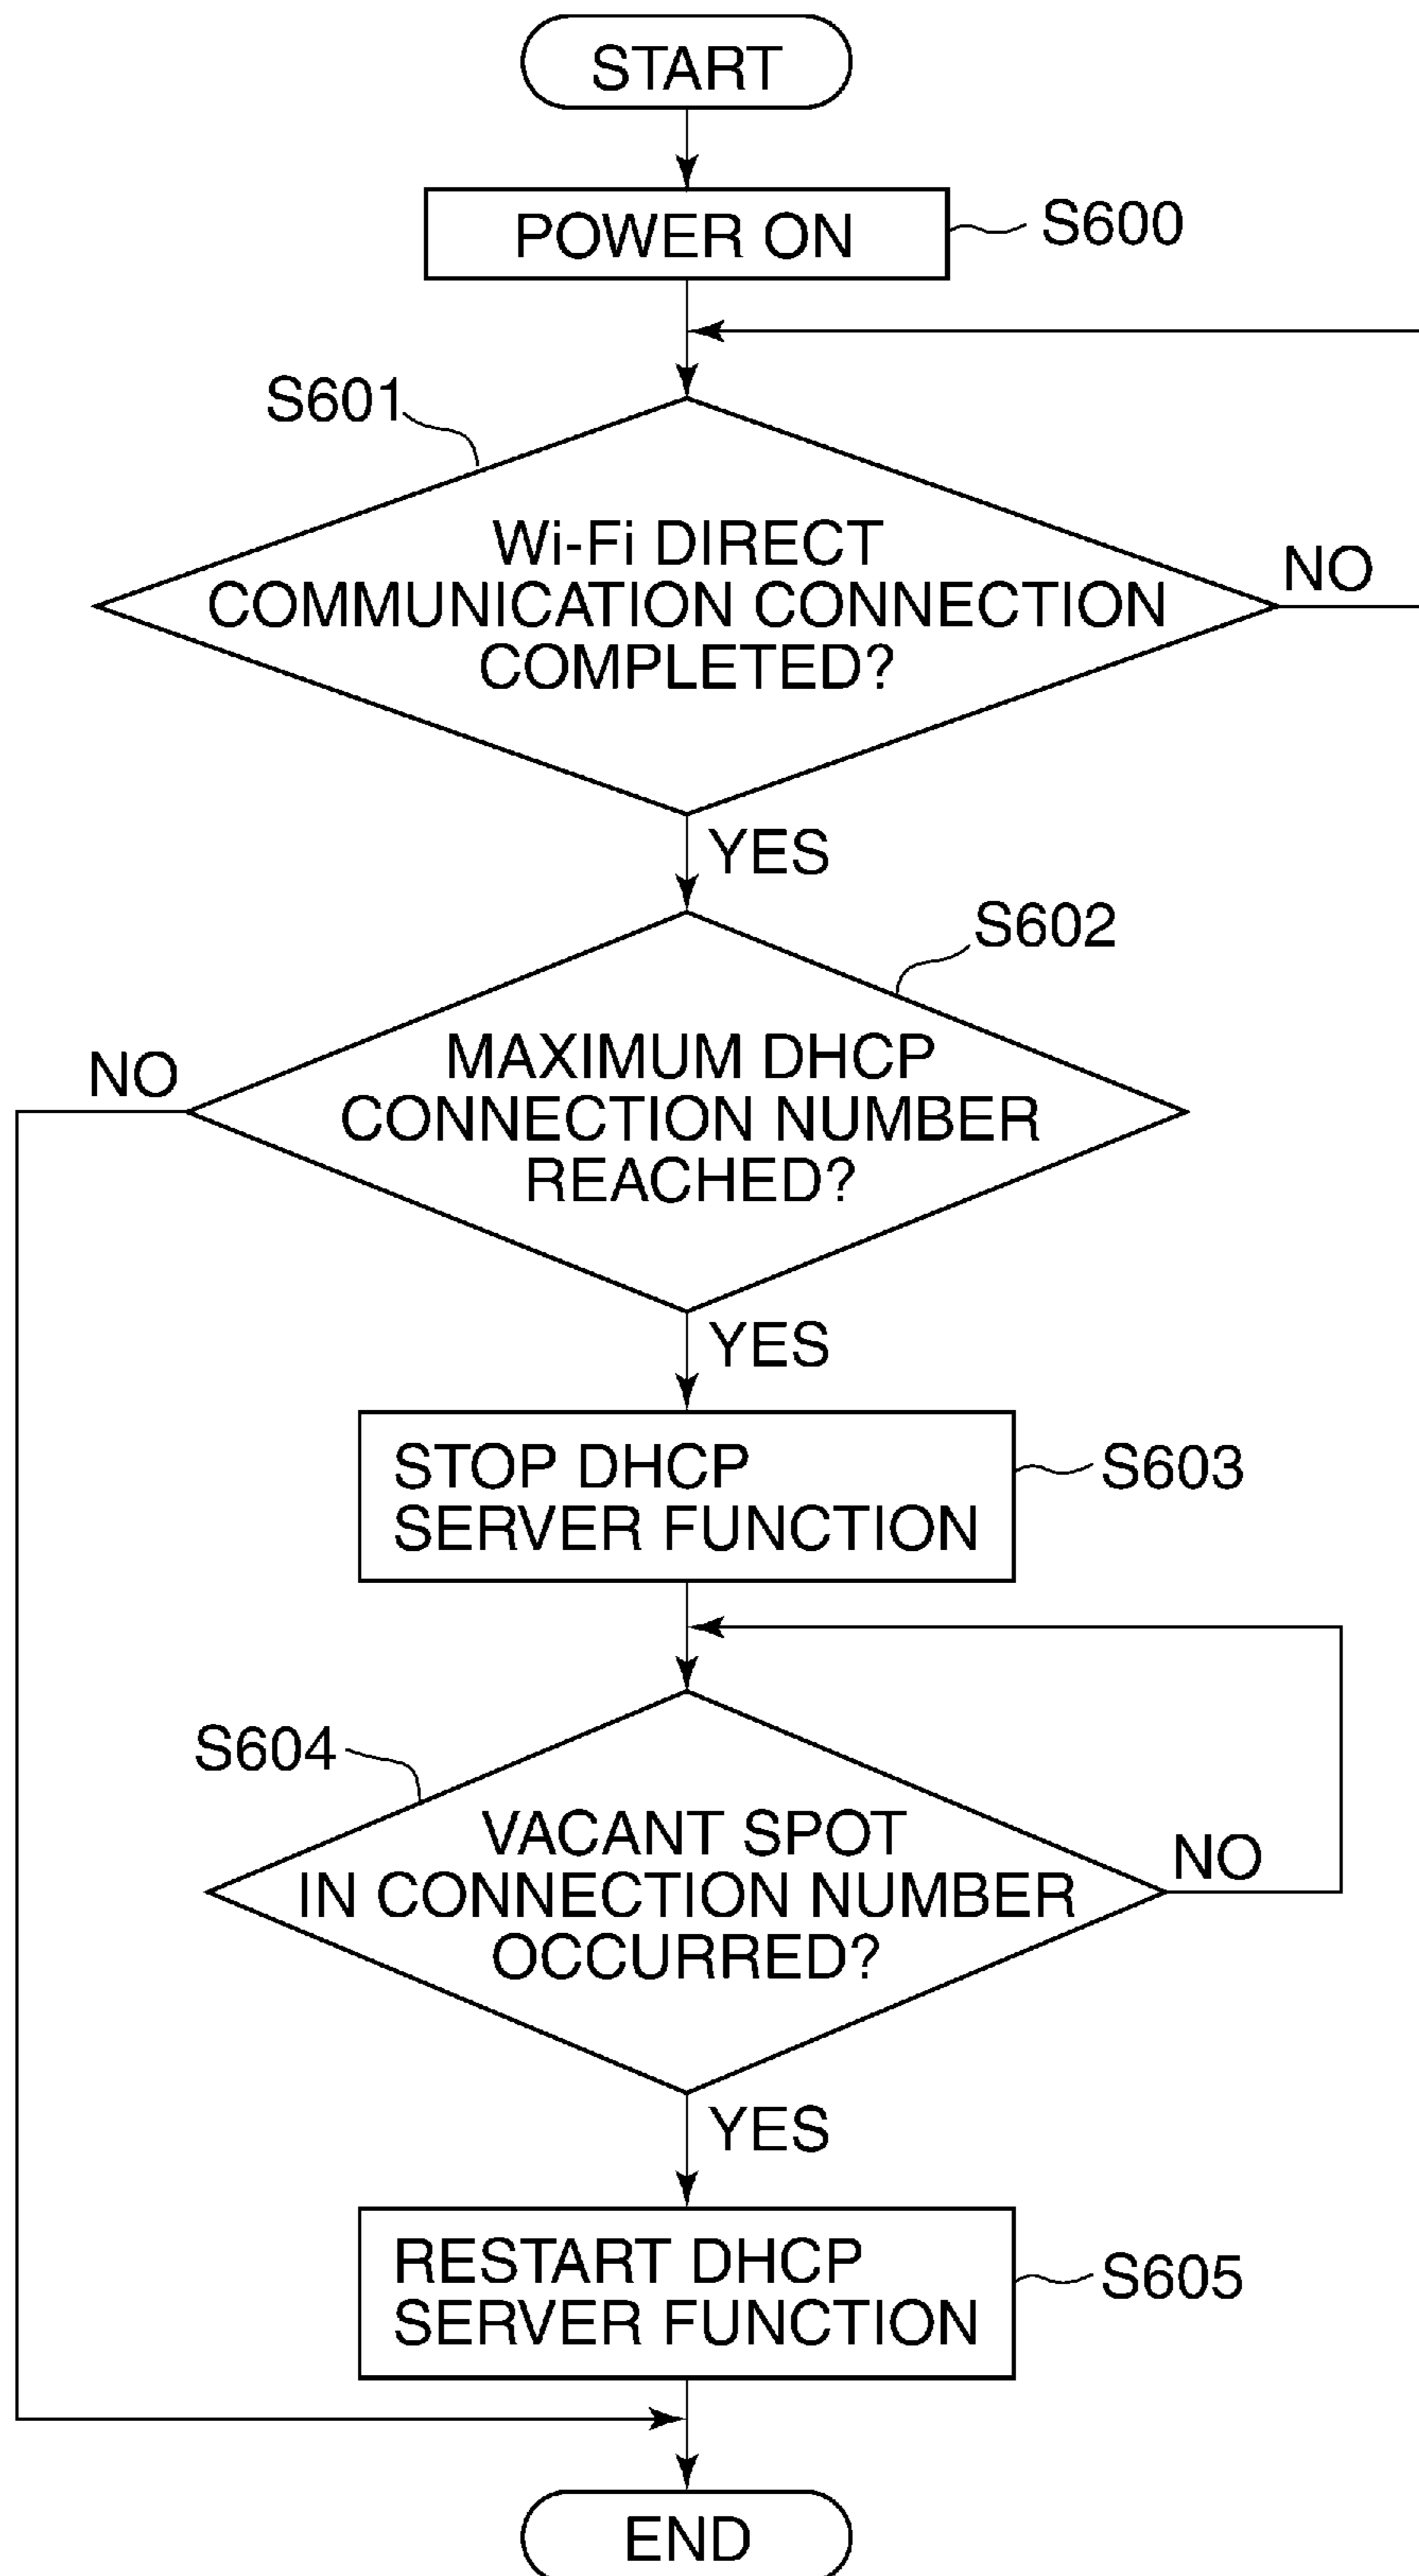 START
POWER ON
S600
S601
Wi-Fi DIRECT
COMMUNICATION CONNECTION
COMPLETED?
NO
YES
S602
MAXIMUM DHCP
CONNECTION NUMBER
REACHED?
NO
YES
STOP DHCP
SERVER FUNCTION
S603
S604
VACANT SPOT
IN CONNECTION NUMBER
OCCURRED?
NO
YES
RESTART DHCP
SERVER FUNCTION
S605
END